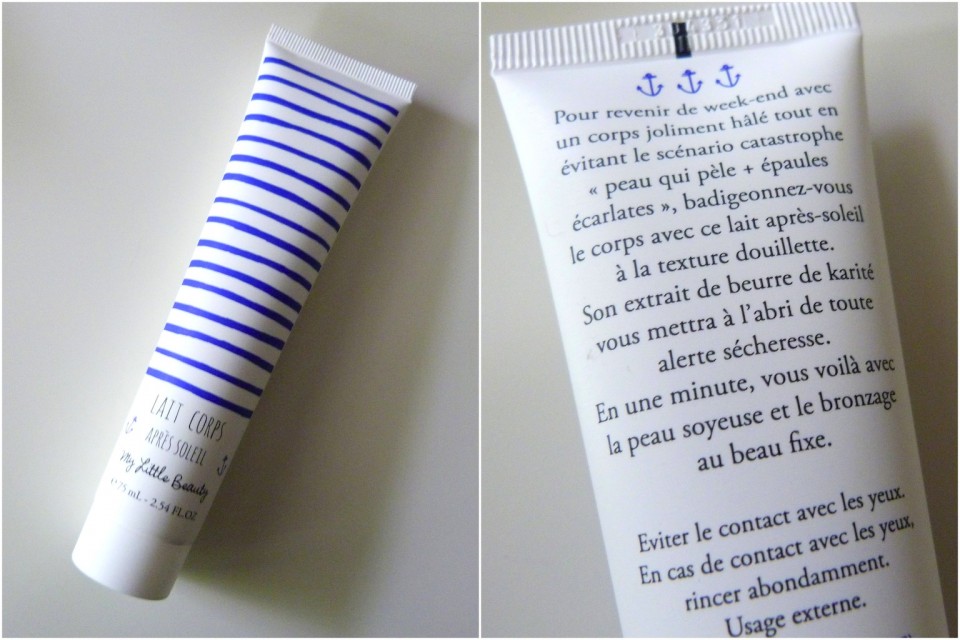 LAIT CORPS
APRÈS SOLEIL
My Little Beauty
75 mL - 2.54 FL.OZ
Pour revenir de week-end avec
un corps joliment hâlé tout en
évitant le scénario catastrophe
« peau qui pèle + épaules
écarlates », badigeonnez-vous
le corps avec ce lait après-soleil
à la texture douillette.
Son extrait de beurre de karité
vous mettra à l'abri de toute
alerte sécheresse.
En une minute, vous voilà avec
la peau soyeuse et le bronzage
au beau fixe.
Eviter le contact avec les yeux.
En cas de contact avec les yeux,
rincer abondamment.
Usage externe.